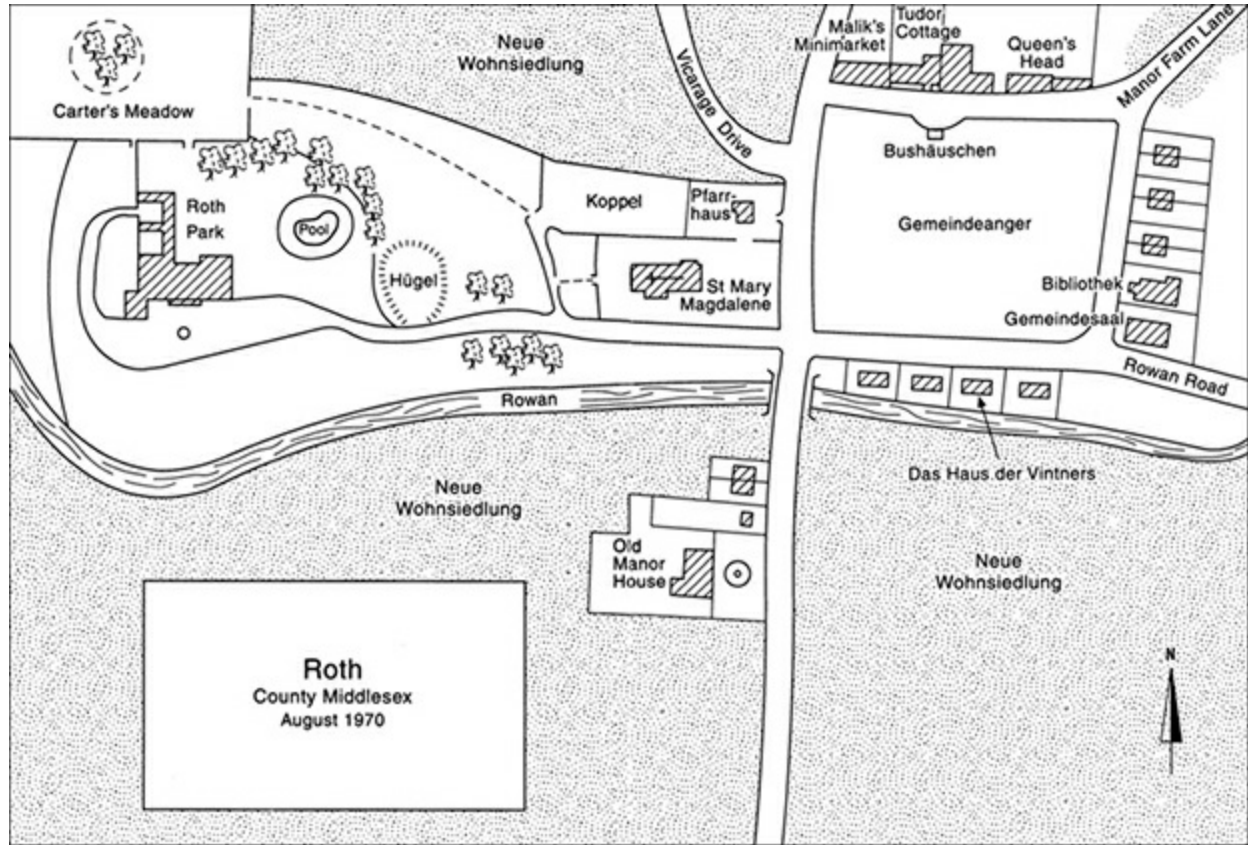 Carter's Meadow
Neue
Wohnsiedlung
Vicarage Drive
Malik's
Minimarket
Tudor
Cottage
Queen's
Head
Manor Farm Lane
Bushäuschen
Roth
Park
Pool
Hügel
Koppel
Pfarr-
haus
St Mary
Magdalene
Gemeindeanger
Bibliothek
Gemeindesaal
Rowan Road
Rowan
Das Haus der Vintners
Neue
Wohnsiedlung
Old
Manor
House
Neue
Wohnsiedlung
Roth
County Middlesex
August 1970
N